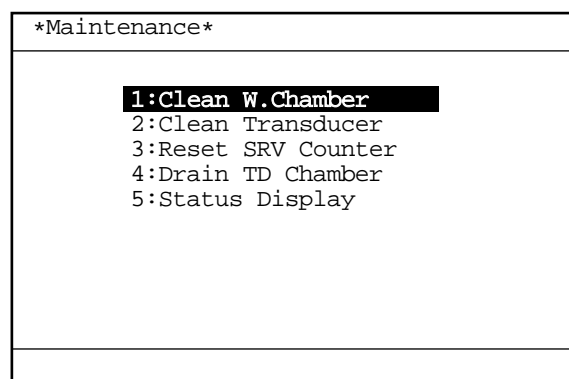 *Maintenance*
1:Clean W.Chamber
2:Clean Transducer
3:Reset SRV Counter
4:Drain TD Chamber
5:Status Display